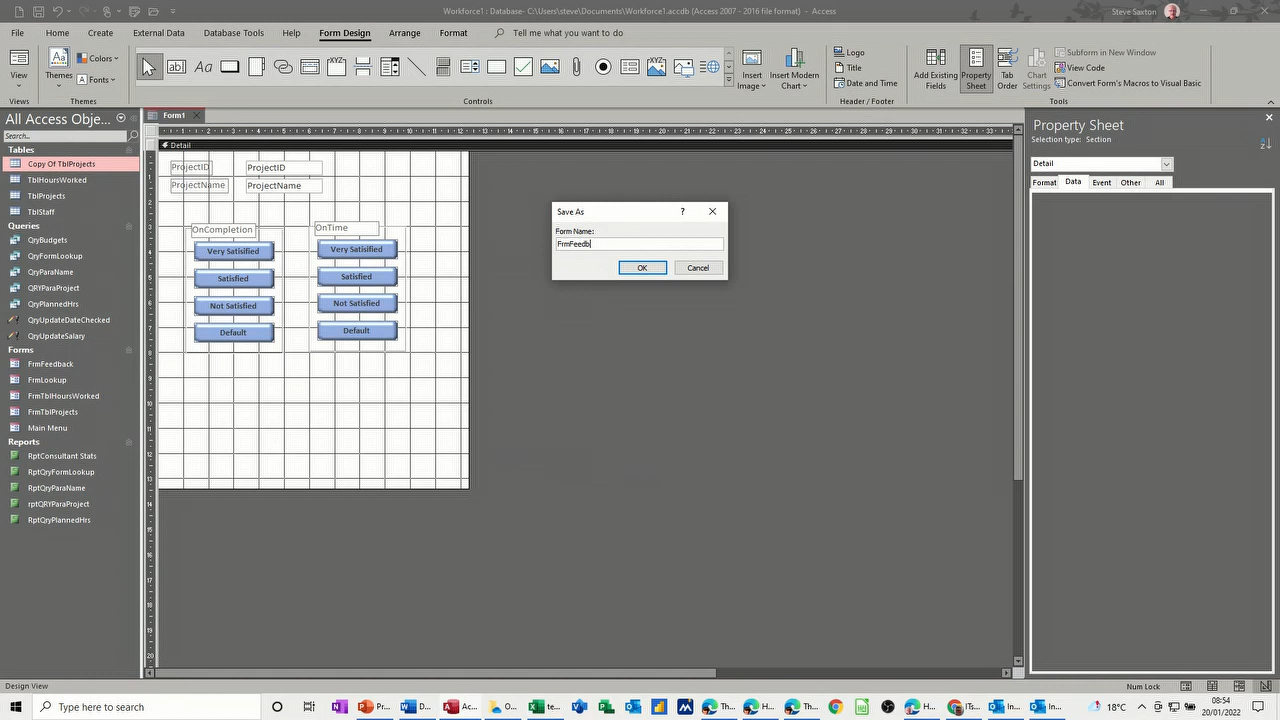 Workforce1 : Database- C:\Users\steve\Documents\Workforce1.accdb (Access 2007 - 2016 file format) - Access
Steve Saxton
File
Home
Create
External Data
Database Tools
Help
Form Design
Arrange
Format
Tell me what you want to do
View
Themes
Colors
Fonts
Insert
Image
Insert Modern
Chart
Logo
Title
Date and Time
Add Existing
Fields
Property
Sheet
Tab
Order
Chart
Settings
Subform in New Window
View Code
Convert Form's Macros to Visual Basic
Views
Themes
Controls
Header / Footer
Tools
All Access Obje...
Search...
Tables
Copy Of TblProjects
TblHoursWorked
TblProjects
TblStaff
Queries
QryBudgets
QryFormLookup
QryParaName
QRYParaProject
QryPlannedHrs
QryUpdateDateChecked
QryUpdateSalary
Forms
FrmFeedback
FrmLookup
FrmTblHoursWorked
FrmTblProjects
Main Menu
Reports
RptConsultant Stats
RptQryFormLookup
RptQryParaName
rptQRYParaProject
RptQryPlannedHrs
Form1
Detail
ProjectID
ProjectID
ProjectName
ProjectName
OnCompletion
Very Satisified
Satisfied
Not Satisfied
Default
OnTime
Very Satisified
Satisfied
Not Satisfied
Default
Save As
?
Form Name:
FrmFeedb
OK
Cancel
Property Sheet
Selection type: Section
Detail
Format
Data
Event
Other
All
Design View
Num Lock
Type here to search
Pr...
D...
Ac...
O...
te...
Th...
H...
Th...
H...
(Ts...
In...
In...
18°C
08:54
20/01/2022